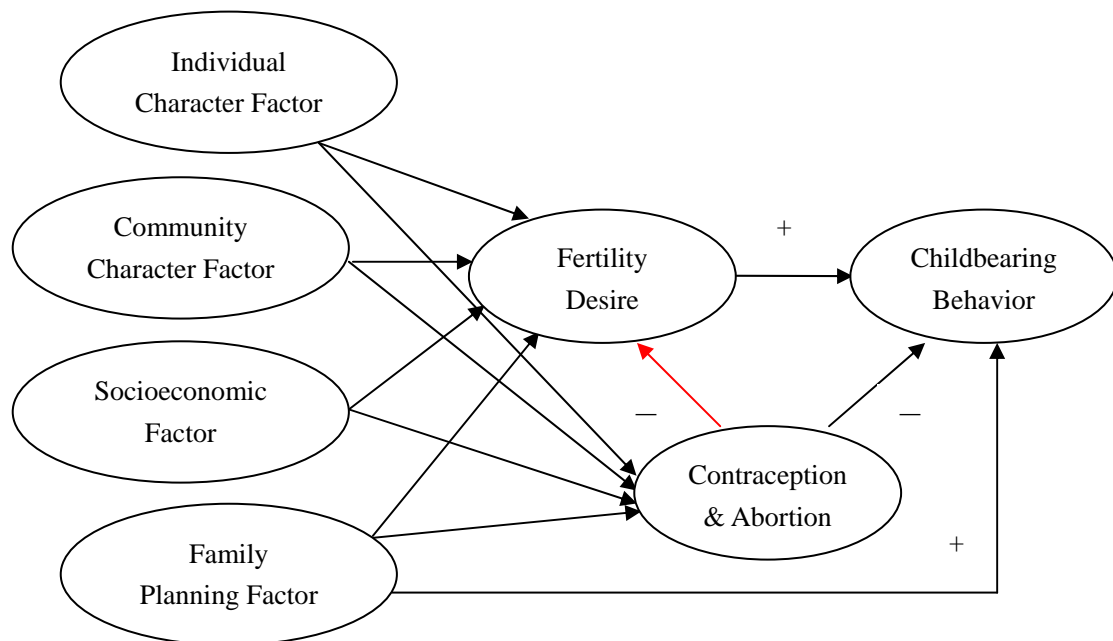 Individual
Character Factor
Community
Character Factor
Fertility
Desire
+
Childbearing
Behavior
Socioeconomic
Factor
—
—
Contraception
& Abortion
Family
Planning Factor
+